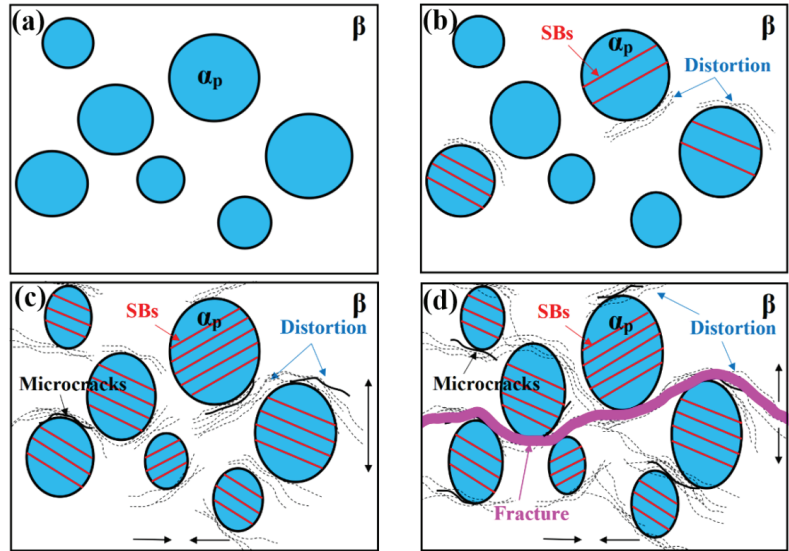 (a)
β
αp
(b)
β
αp
SBs
Distortion
(c)
β
SBs
αp
Distortion
Microcracks
(d)
β
SBs
αp
Distortion
Microcracks
Fracture